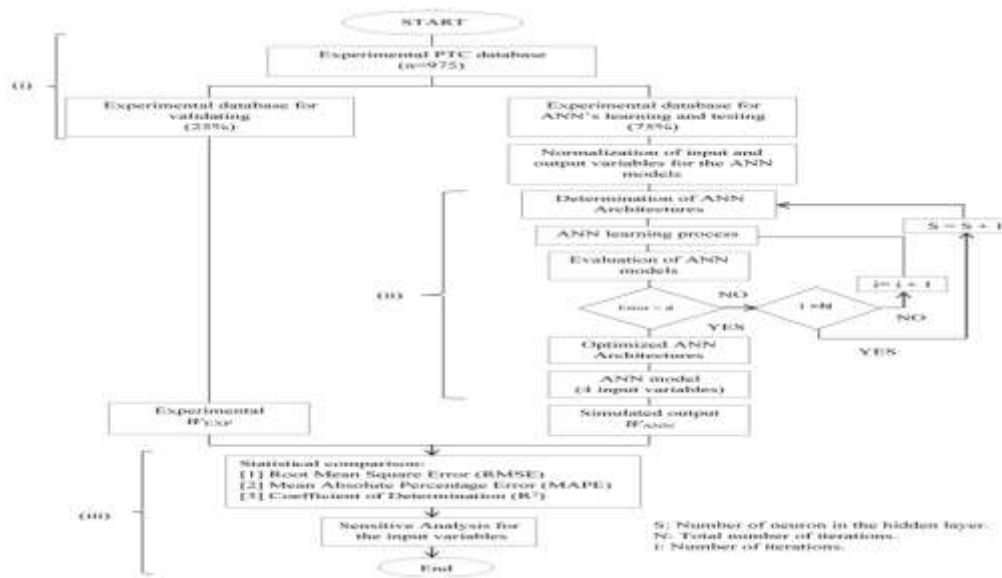 START
Experimental PTC database
(n=975)
(i)
Experimental database for
validating
(25%)
Experimental database for
ANN's learning and testing
(75%)
Normalization of input and
output variables for the ANN
models
Determination of ANN
Architectures
S = S + 1
ANN learning process
Evaluation of ANN
models
i= i + 1
(ii)
NO
NO
YES
YES
Optimized ANN
Architectures
ANN model
(4 input variables)
Experimental
Simulated output
Statistical comparison:
[1] Root Mean Square Error (RMSE)
[2] Mean Absolute Percentage Error (MAPE)
[3] Coefficient of Determination (R²)
(iii)
Sensitive Analysis for
the input variables
End
S: Number of neuron in the hidden layer.
N: Total number of iterations.
i: Number of iterations.